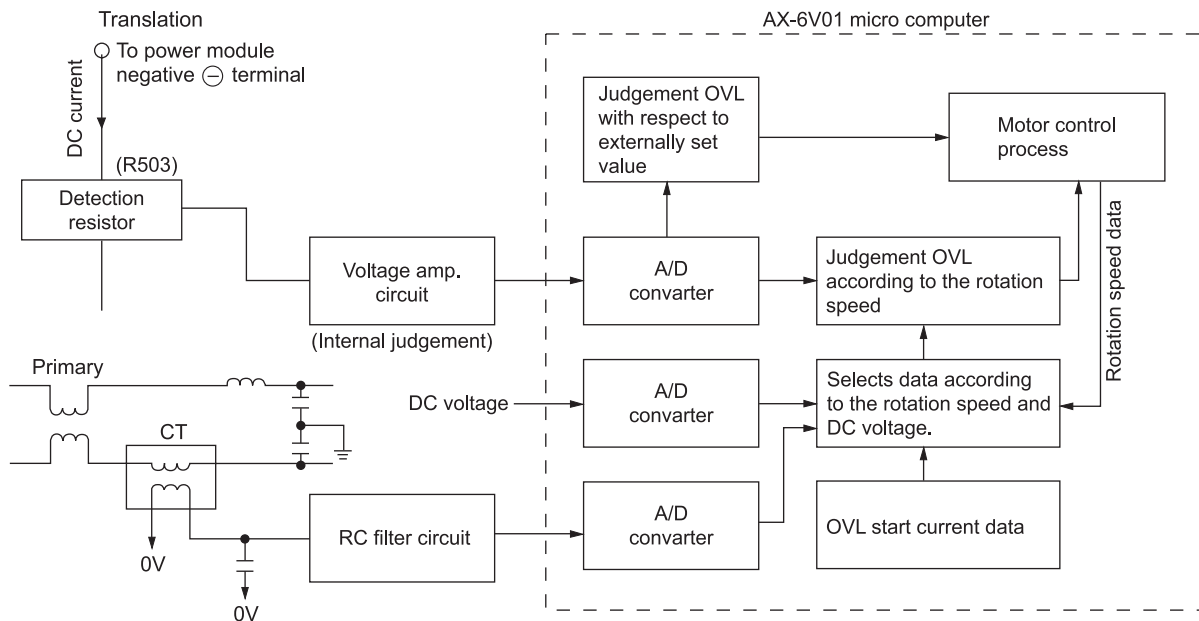 Translation
AX-6V01 micro computer
To power module
negative ⊖ terminal
DC current
(R503)
Detection
resistor
Judgement OVL
with respect to
externally set
value
Motor control
process
Rotation speed data
Voltage amp.
circuit
(Internal judgement)
A/D
convarter
Judgement OVL
according to the rotation
speed
Primary
CT
DC voltage
A/D
converter
Selects data according
to the rotation speed and
DC voltage.
0V
0V
RC filter circuit
A/D
converter
OVL start current data